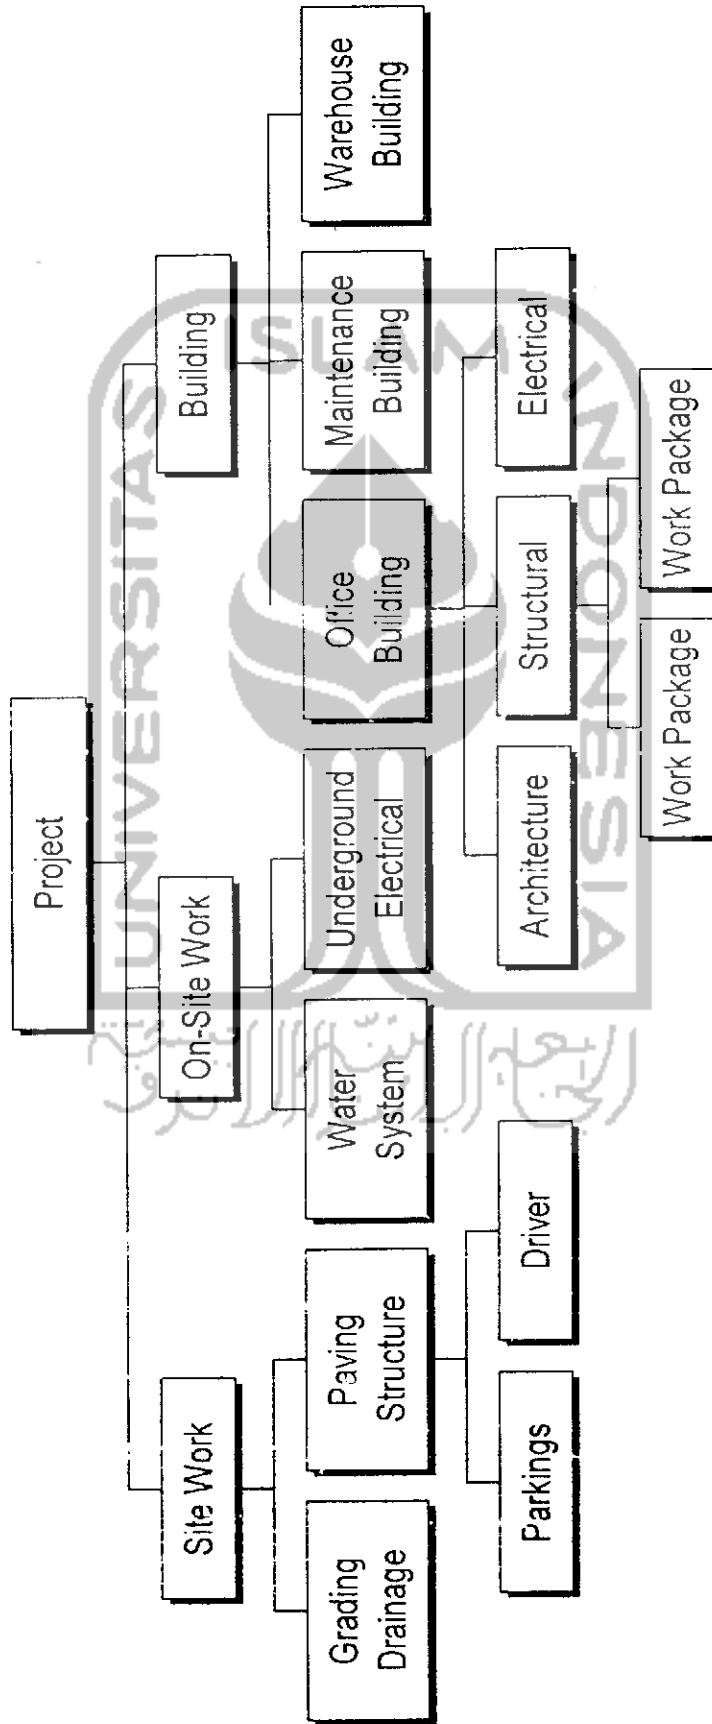 Project
Site Work
On-Site Work
Building
Grading
Drainage
Paving
Structure
Water
System
Underground
Electrical
Office
Building
Maintenance
Building
Warehouse
Building
Parkings
Driver
Architecture
Structural
Electrical
Work Package
Work Package
UNIVERSITAS
ISLAM
INDONESIA